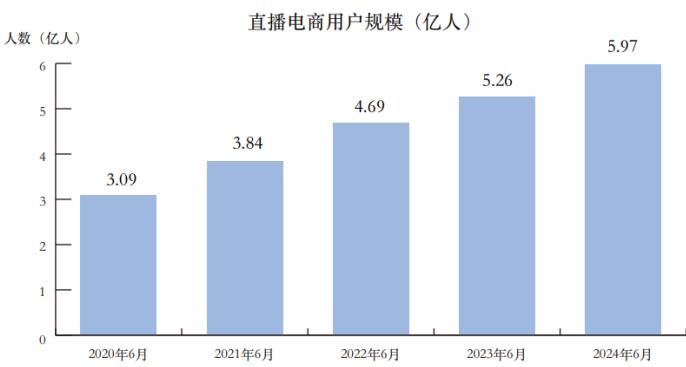 直播电商用户规模（亿人）
人数（亿人）
6
5
4
3
2
1
0
3.09
3.84
4.69
5.26
5.97
2020年6月
2021年6月
2022年6月
2023年6月
2024年6月